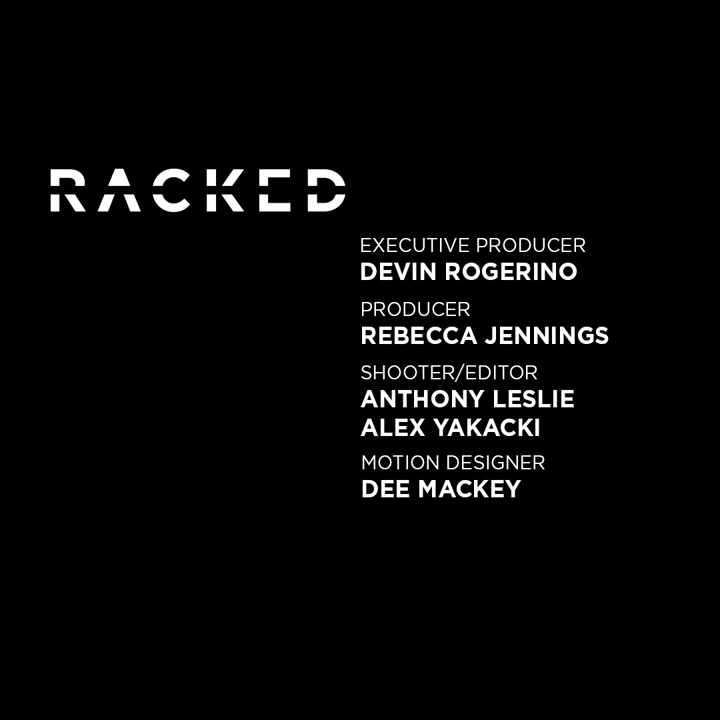 RACKED
EXECUTIVE PRODUCER
DEVIN ROGERINO
PRODUCER
REBECCA JENNINGS
SHOOTER/EDITOR
ANTHONY LESLIE
ALEX YAKACKI
MOTION DESIGNER
DEE MACKEY